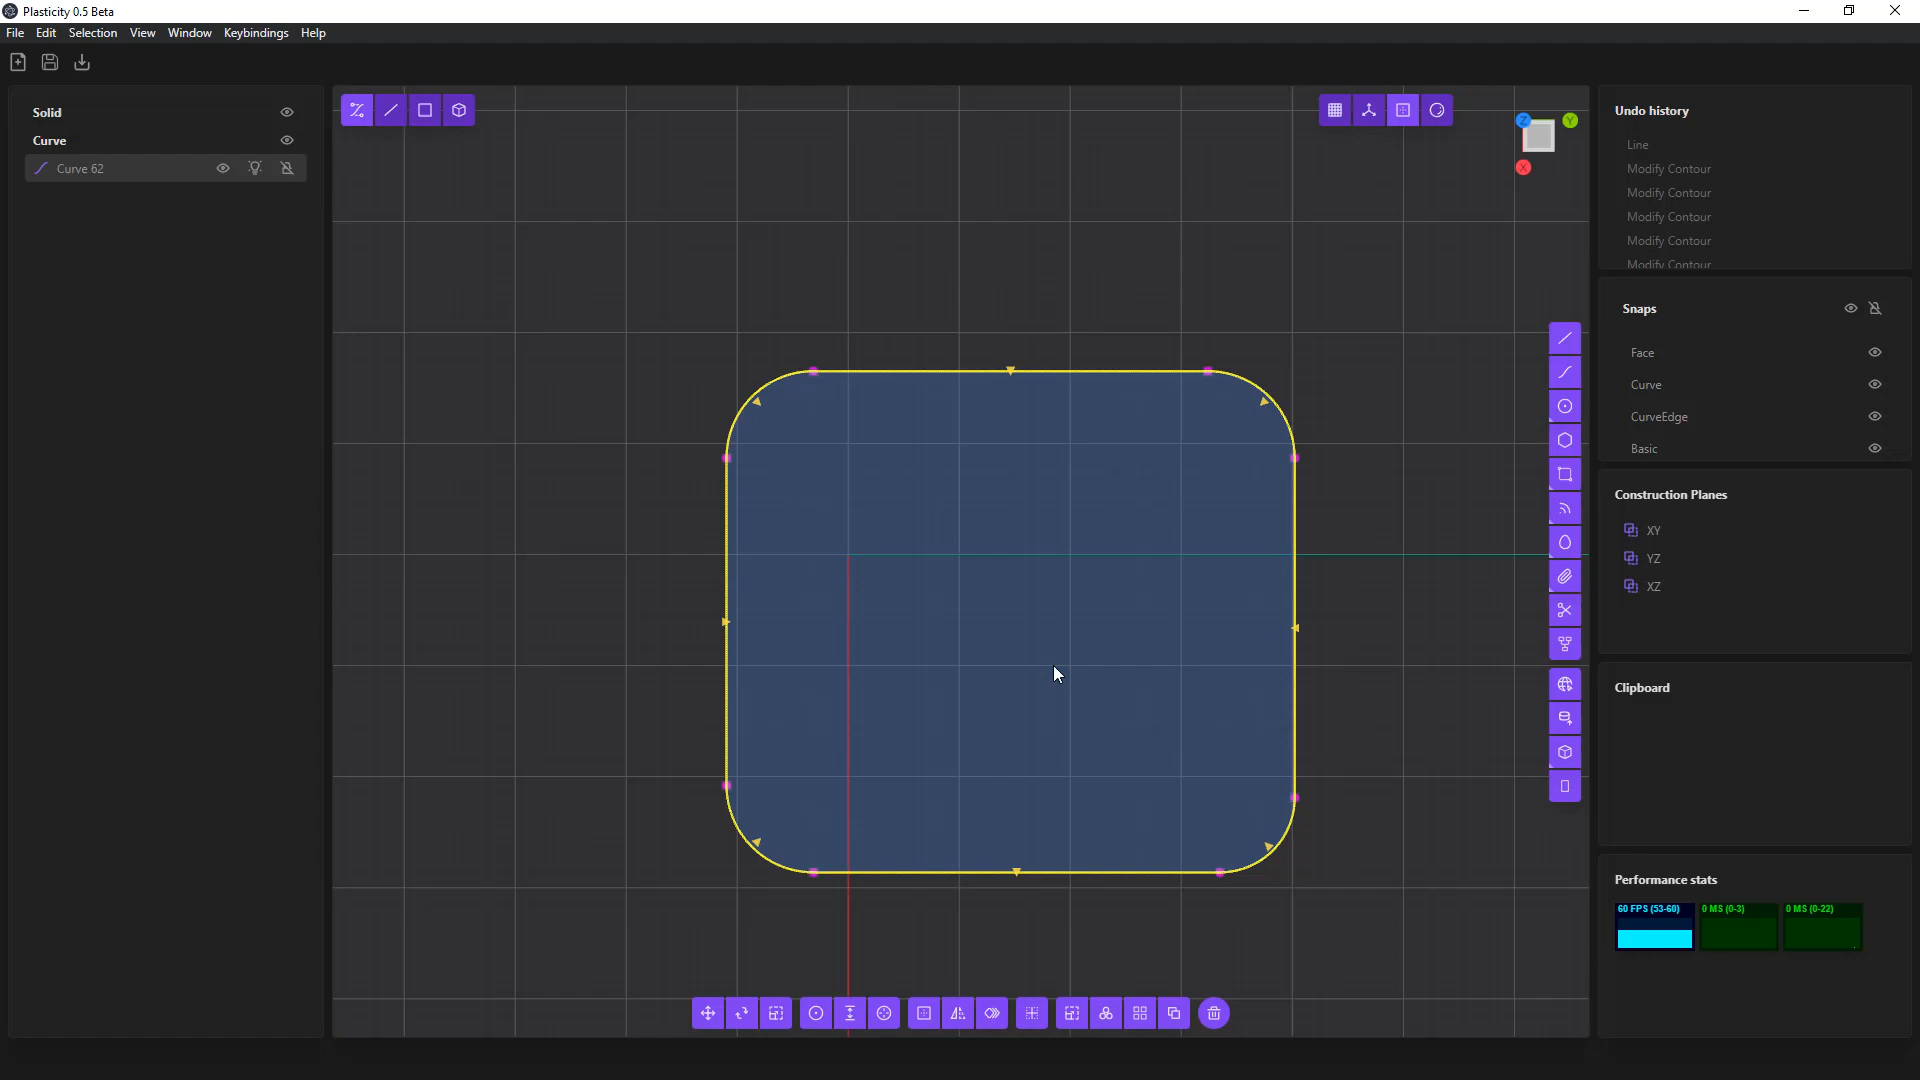 Plasticity 0.5 Beta
File Edit Selection View Window Keybindings Help
Solid
Curve
Curve 62
Z
Y
X
Undo history
Line
Modify Contour
Modify Contour
Modify Contour
Modify Contour
Modify Contour
Snaps
Face
Curve
CurveEdge
Basic
Construction Planes
XY
YZ
XZ
Clipboard
Performance stats
60 FPS (53-60) 0 MS (0-3) 0 MS (0-22)